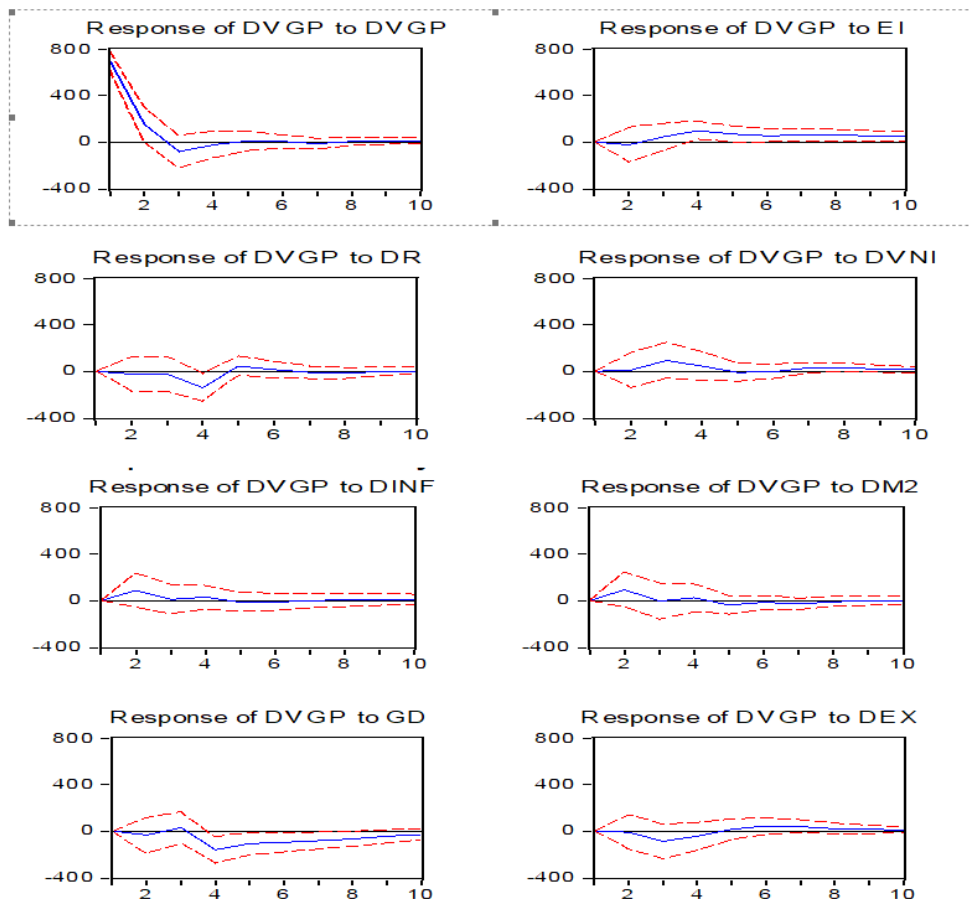 Response of DVGP to DVGP
800
400
0
-400
2 4 6 8 10
Response of DVGP to EI
800
400
0
-400
2 4 6 8 10
Response of DVGP to DR
800
400
0
-400
2 4 6 8 10
Response of DVGP to DVNI
800
400
0
-400
2 4 6 8 10
Response of DVGP to DINF
800
400
0
-400
2 4 6 8 10
Response of DVGP to DM2
800
400
0
-400
2 4 6 8 10
Response of DVGP to GD
800
400
0
-400
2 4 6 8 10
Response of DVGP to DEX
800
400
0
-400
2 4 6 8 10